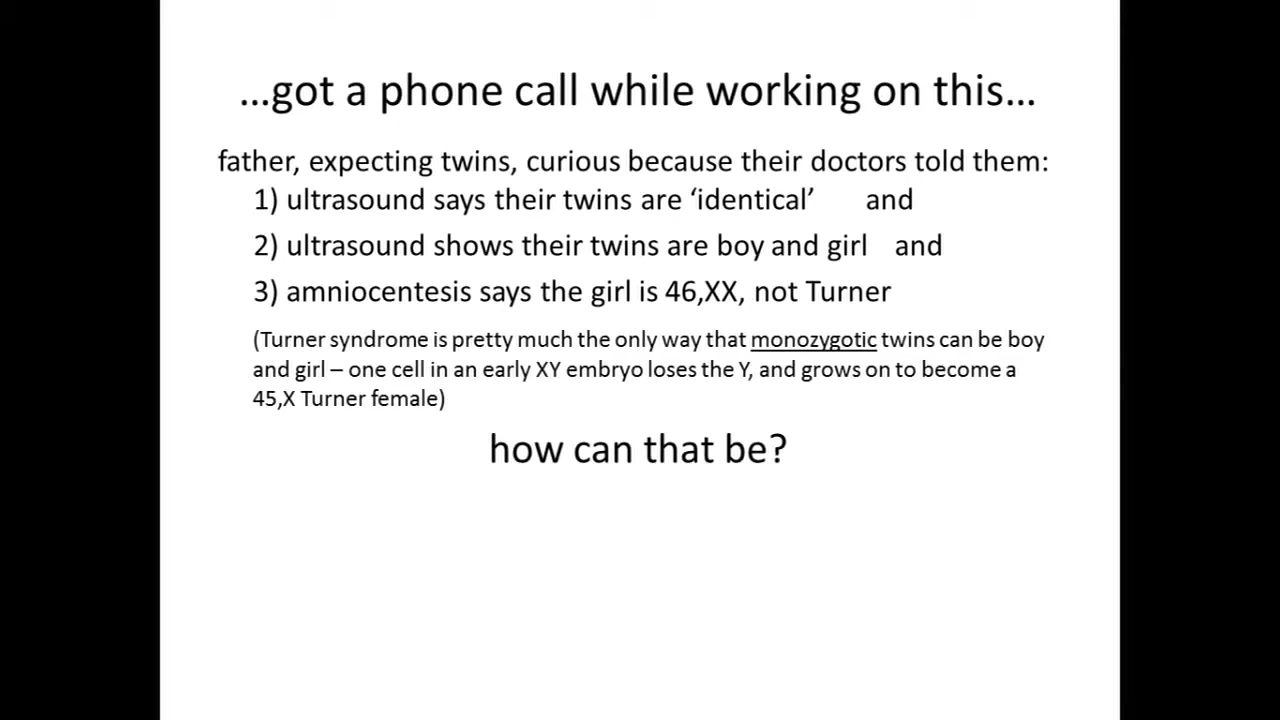 ...got a phone call while working on this...
father, expecting twins, curious because their doctors told them:
1) ultrasound says their twins are ‘identical’ and
2) ultrasound shows their twins are boy and girl and
3) amniocentesis says the girl is 46,XX, not Turner
(Turner syndrome is pretty much the only way that monozygotic twins can be boy
and girl – one cell in an early XY embryo loses the Y, and grows on to become a
45,X Turner female)
how can that be?